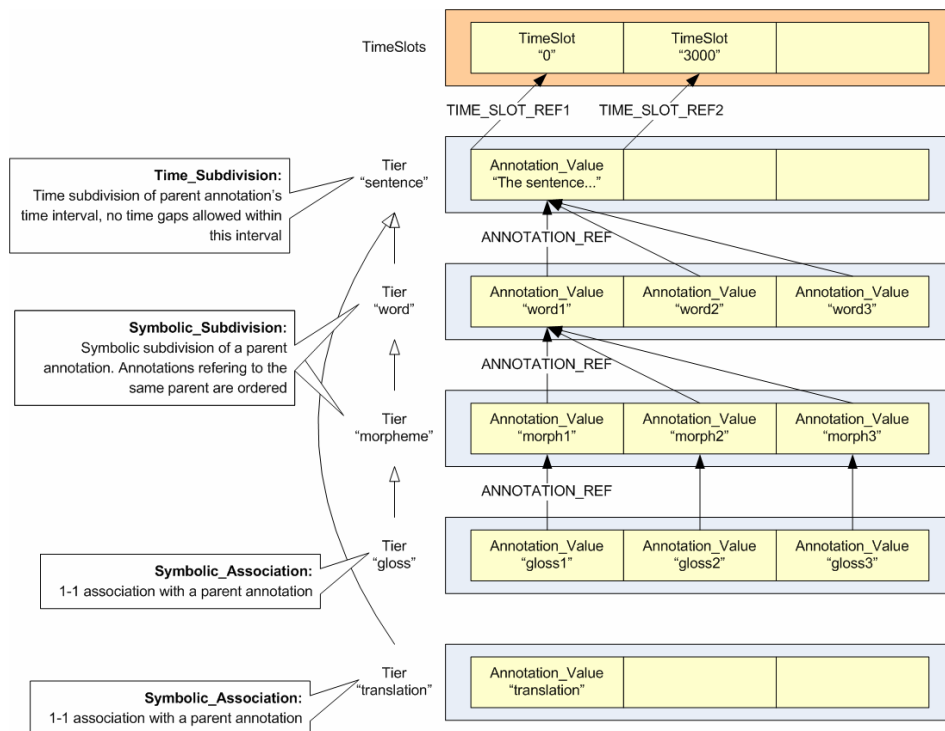 TimeSlots
TimeSlot
“0”
TimeSlot
“3000”
TIME_SLOT_REF1
TIME_SLOT_REF2
Time_Subdivision:
Time subdivision of parent annotation’s
time interval, no time gaps allowed within
this interval
Tier
“sentence”
Annotation_Value
“The sentence...”
ANNOTATION_REF
Symbolic_Subdivision:
Symbolic subdivision of a parent
annotation. Annotations refering to the
same parent are ordered
Tier
“word”
Annotation_Value
“word1”
Annotation_Value
“word2”
Annotation_Value
“word3”
ANNOTATION_REF
Tier
“morpheme”
Annotation_Value
“morph1”
Annotation_Value
“morph2”
Annotation_Value
“morph3”
ANNOTATION_REF
Symbolic_Association:
1-1 association with a parent annotation
Tier
“gloss”
Annotation_Value
“gloss1”
Annotation_Value
“gloss2”
Annotation_Value
“gloss3”
Symbolic_Association:
1-1 association with a parent annotation
Tier
“translation”
Annotation_Value
“translation”